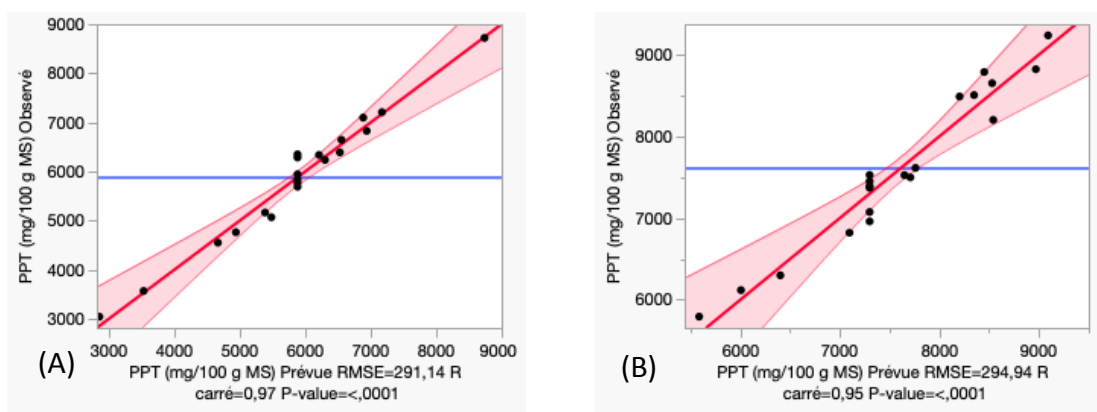 9000
8000
7000
6000
5000
4000
3000
PPT (mg/100 g MS) Observé
3000 4000 5000 6000 7000 8000 9000
(A)
PPT (mg/100 g MS) Prévue RMSE=291,14 R
carré=0,97 P-value=<,0001
9000
8000
7000
6000
PPT (mg/100 g MS) Observé
6000 7000 8000 9000
(B)
PPT (mg/100 g MS) Prévue RMSE=294,94 R
carré=0,95 P-value=<,0001